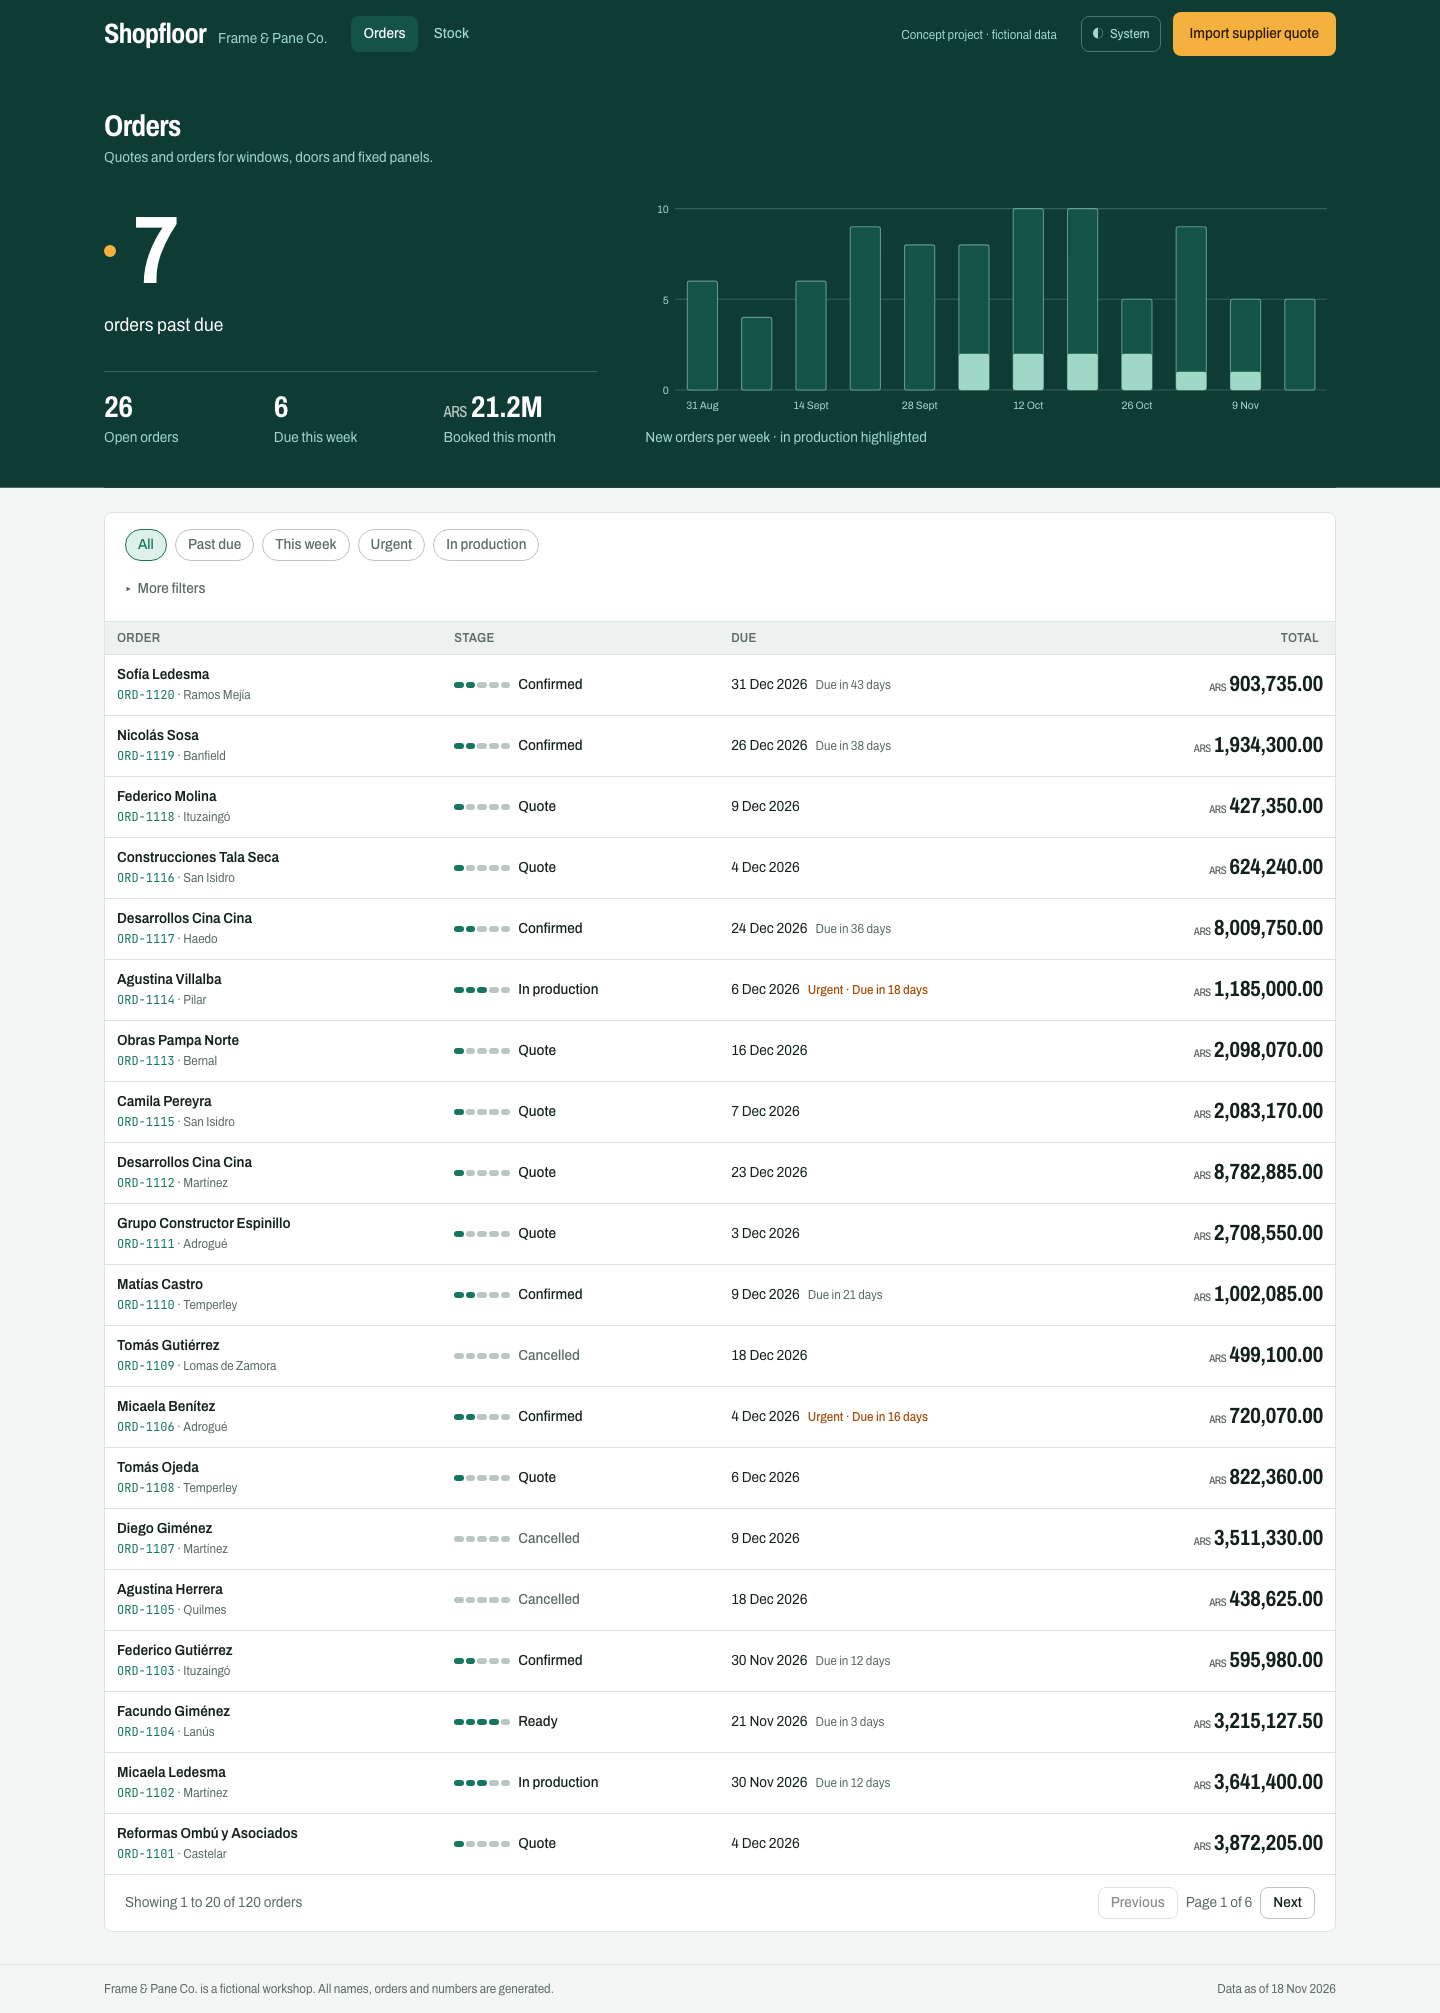 Shopfloor Frame & Pane Co. Orders Stock Concept project · fictional data System Import supplier quote
Orders
Quotes and orders for windows, doors and fixed panels.
7
orders past due
26
Open orders
6
Due this week
ARS 21.2M
Booked this month
10
5
0
31 Aug 14 Sept 28 Sept 12 Oct 26 Oct 9 Nov
New orders per week · in production highlighted
All Past due This week Urgent In production
More filters
ORDER STAGE DUE TOTAL
Sofía Ledesma
ORD-1120 · Ramos Mejía
Confirmed 31 Dec 2026 Due in 43 days ARS 903,735.00
Nicolás Sosa
ORD-1119 · Banfield
Confirmed 26 Dec 2026 Due in 38 days ARS 1,934,300.00
Federico Molina
ORD-1118 · Ituzaingó
Quote 9 Dec 2026 ARS 427,350.00
Construcciones Tala Seca
ORD-1116 · San Isidro
Quote 4 Dec 2026 ARS 624,240.00
Desarrollos Cina Cina
ORD-1117 · Haedo
Confirmed 24 Dec 2026 Due in 36 days ARS 8,009,750.00
Agustina Villalba
ORD-1114 · Pilar
In production 6 Dec 2026 Urgent · Due in 18 days ARS 1,185,000.00
Obras Pampa Norte
ORD-1113 · Bernal
Quote 16 Dec 2026 ARS 2,098,070.00
Camila Pereyra
ORD-1115 · San Isidro
Quote 7 Dec 2026 ARS 2,083,170.00
Desarrollos Cina Cina
ORD-1112 · Martínez
Quote 23 Dec 2026 ARS 8,782,885.00
Grupo Constructor Espinillo
ORD-1111 · Adrogué
Quote 3 Dec 2026 ARS 2,708,550.00
Matías Castro
ORD-1110 · Temperley
Confirmed 9 Dec 2026 Due in 21 days ARS 1,002,085.00
Tomás Gutiérrez
ORD-1109 · Lomas de Zamora
Cancelled 18 Dec 2026 ARS 499,100.00
Micaela Benítez
ORD-1106 · Adrogué
Confirmed 4 Dec 2026 Urgent · Due in 16 days ARS 720,070.00
Tomás Ojeda
ORD-1108 · Temperley
Quote 6 Dec 2026 ARS 822,360.00
Diego Giménez
ORD-1107 · Martínez
Cancelled 9 Dec 2026 ARS 3,511,330.00
Agustina Herrera
ORD-1105 · Quilmes
Cancelled 18 Dec 2026 ARS 438,625.00
Federico Gutiérrez
ORD-1103 · Ituzaingó
Confirmed 30 Nov 2026 Due in 12 days ARS 595,980.00
Facundo Giménez
ORD-1104 · Lanús
Ready 21 Nov 2026 Due in 3 days ARS 3,215,127.50
Micaela Ledesma
ORD-1102 · Martínez
In production 30 Nov 2026 Due in 12 days ARS 3,641,400.00
Reformas Ombú y Asociados
ORD-1101 · Castelar
Quote 4 Dec 2026 ARS 3,872,205.00
Showing 1 to 20 of 120 orders Previous Page 1 of 6 Next
Frame & Pane Co. is a fictional workshop. All names, orders and numbers are generated. Data as of 18 Nov 2026